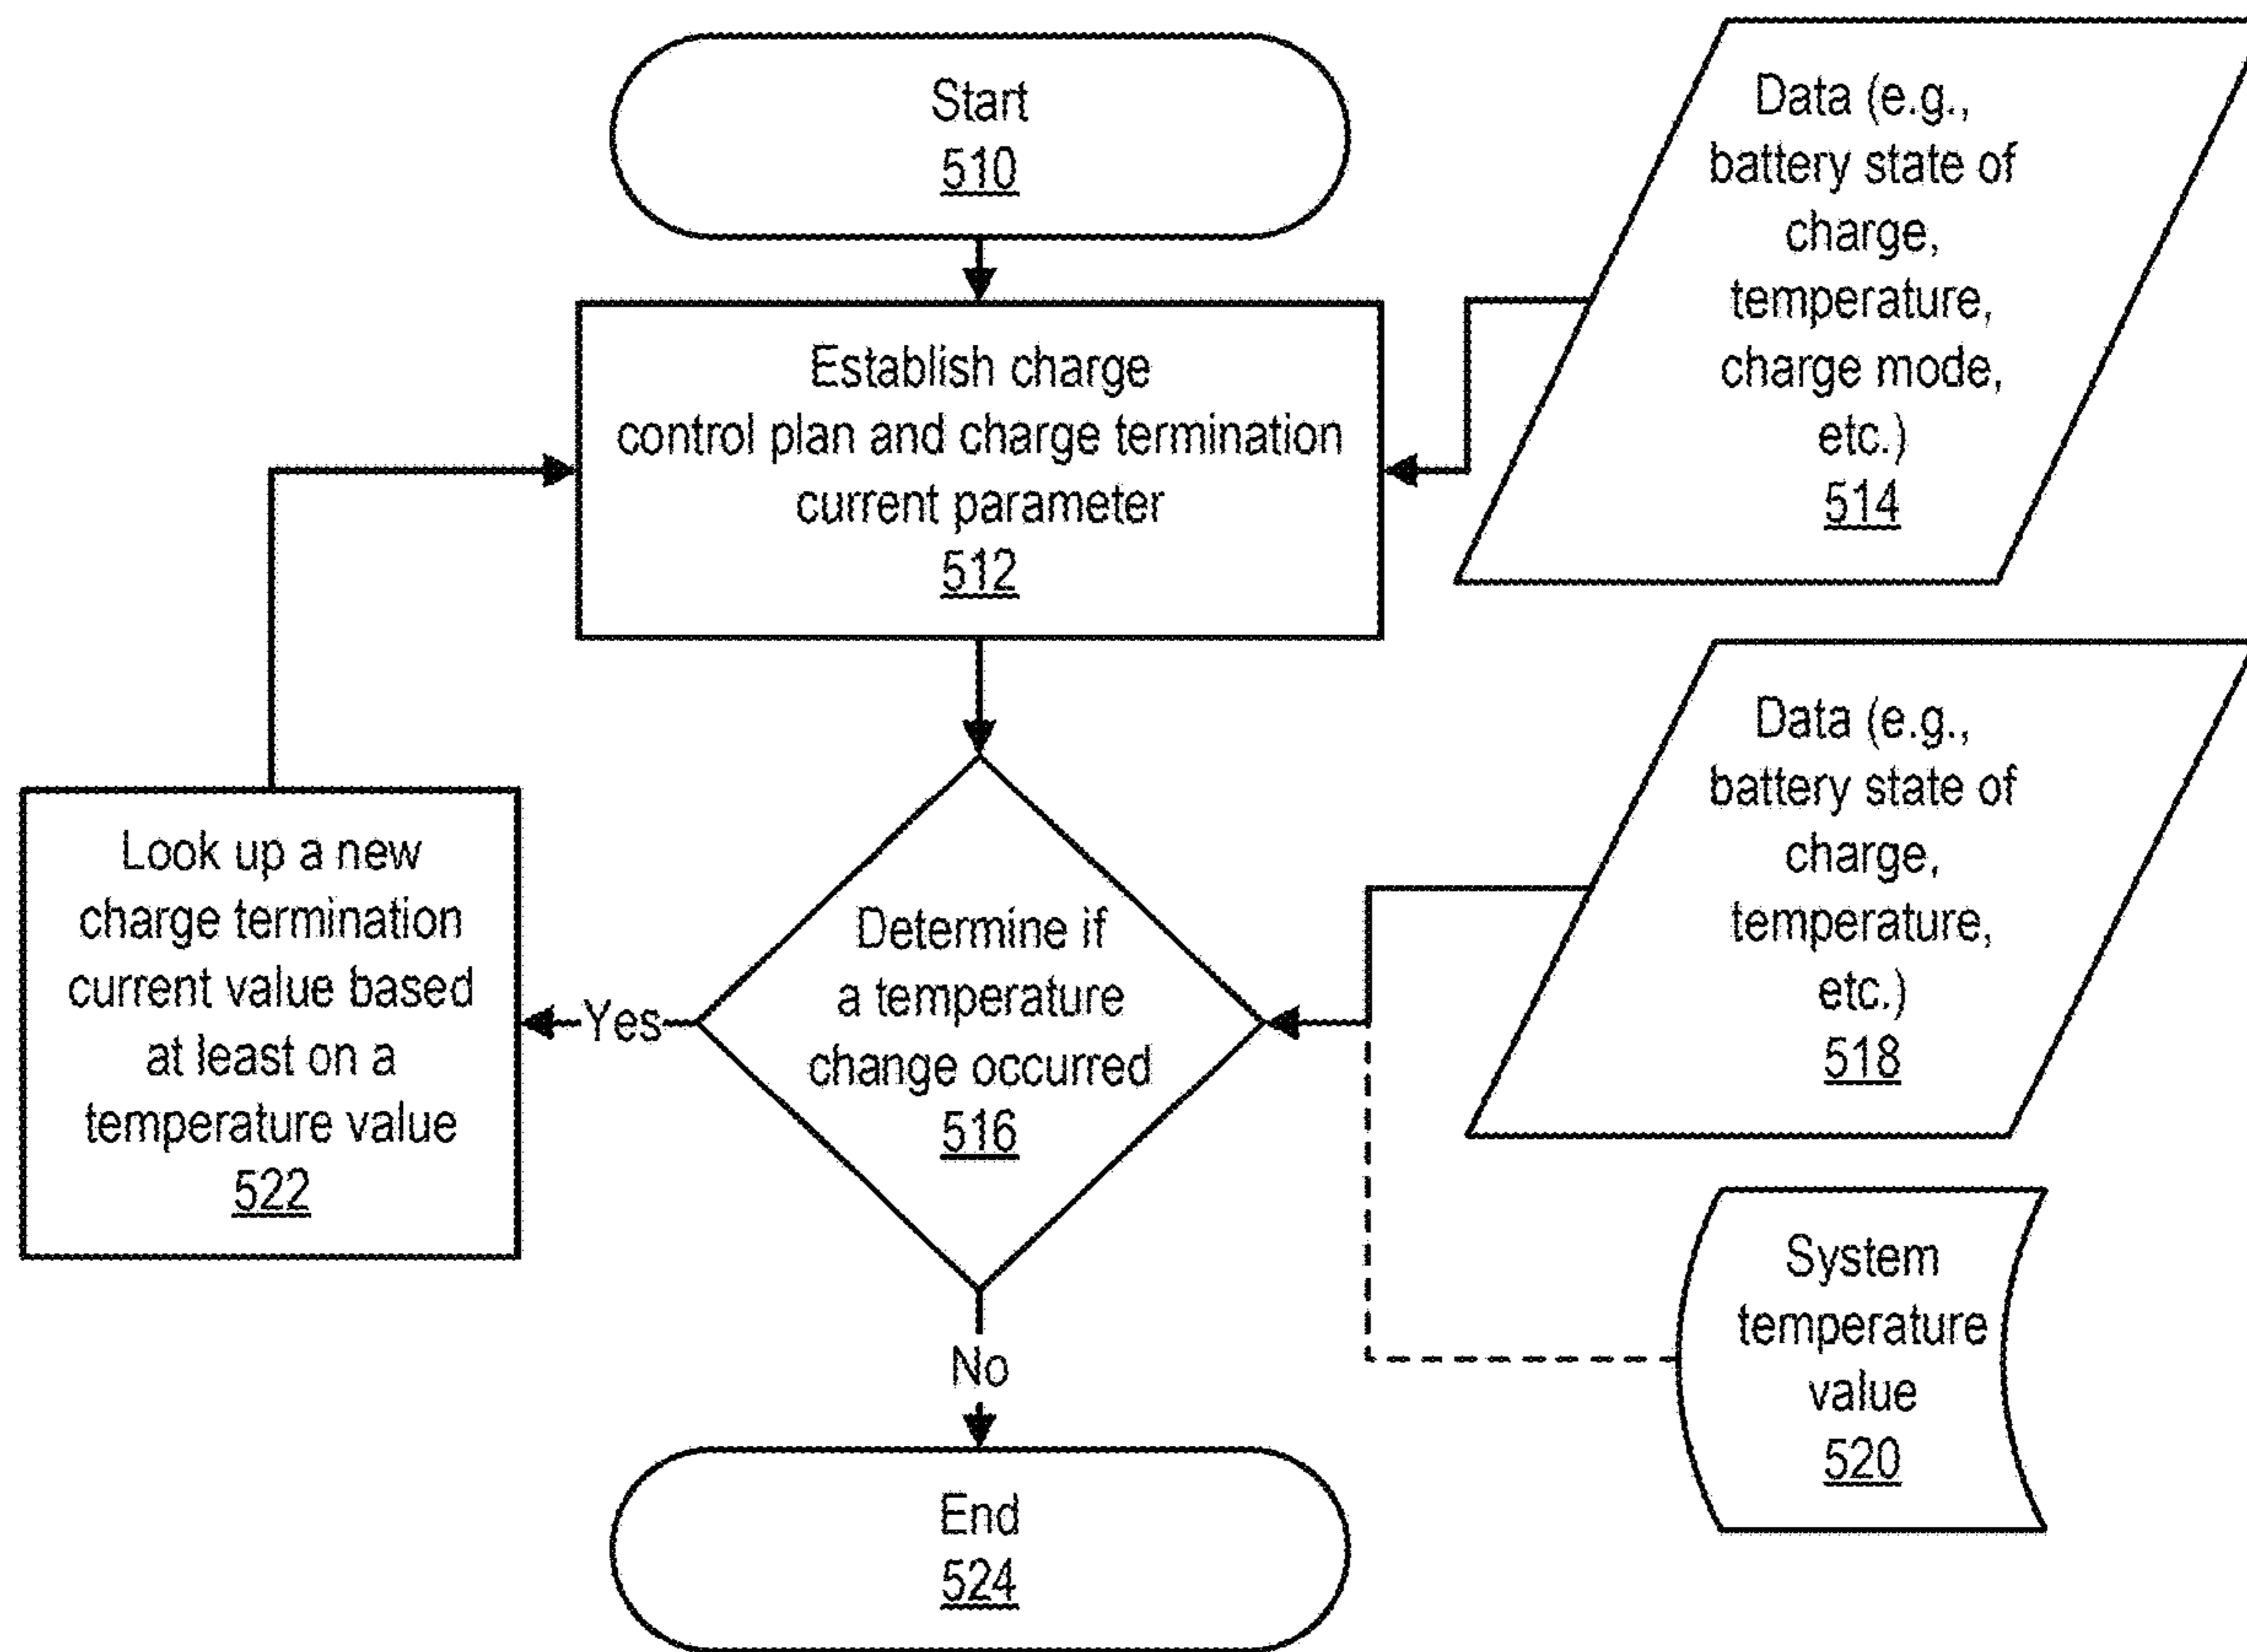 Start
510
Data (e.g.,
battery state of
charge,
temperature,
charge mode,
etc.)
514
Establish charge
control plan and charge termination
current parameter
512
Data (e.g.,
battery state of
charge,
temperature,
etc.)
518
Look up a new
charge termination
current value based
at least on a
temperature value
522
Yes
Determine if
a temperature
change occurred
516
System
temperature
value
520
No
End
524